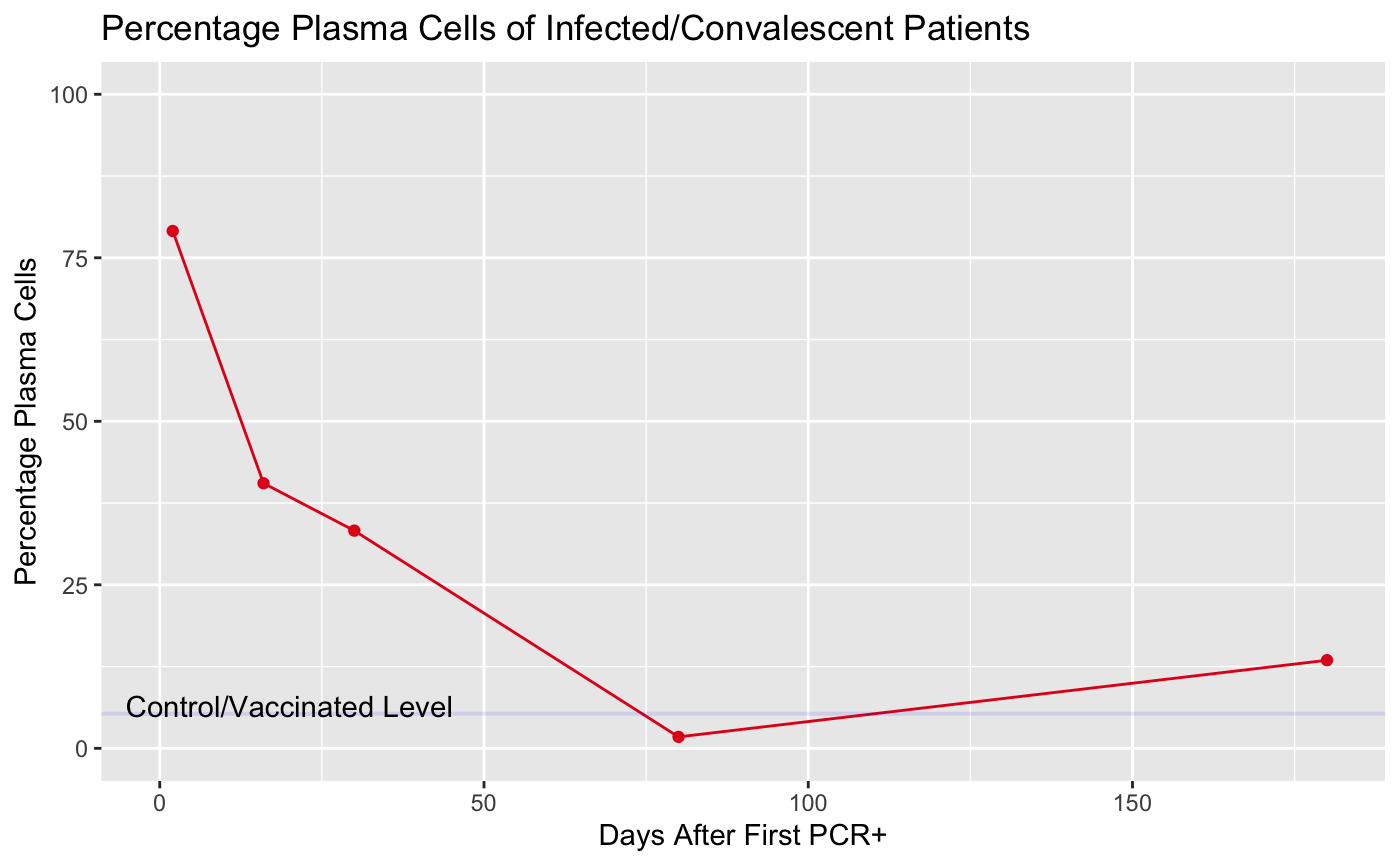 Percentage Plasma Cells of Infected/Convalescent Patients
Percentage Plasma Cells
100
75
50
25
0
Control/Vaccinated Level
0 50 100 150
Days After First PCR+